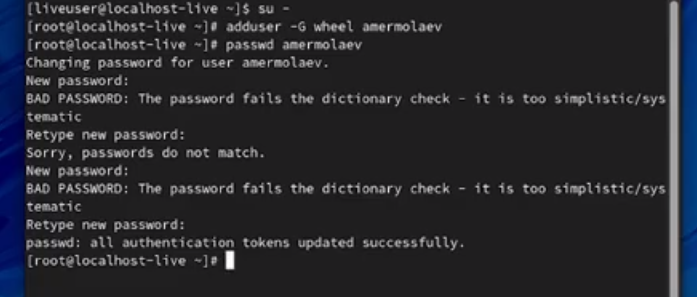 [liveuser@localhost-live ~]$ su -
[root@localhost-live ~]# adduser -G wheel amermolaev
[root@localhost-live ~]# passwd amermolaev
Changing password for user amermolaev.
New password:
BAD PASSWORD: The password fails the dictionary check - it is too simplistic/sys
tematic
Retype new password:
Sorry, passwords do not match.
New password:
BAD PASSWORD: The password fails the dictionary check - it is too simplistic/sys
tematic
Retype new password:
passwd: all authentication tokens updated successfully.
[root@localhost-live ~]#